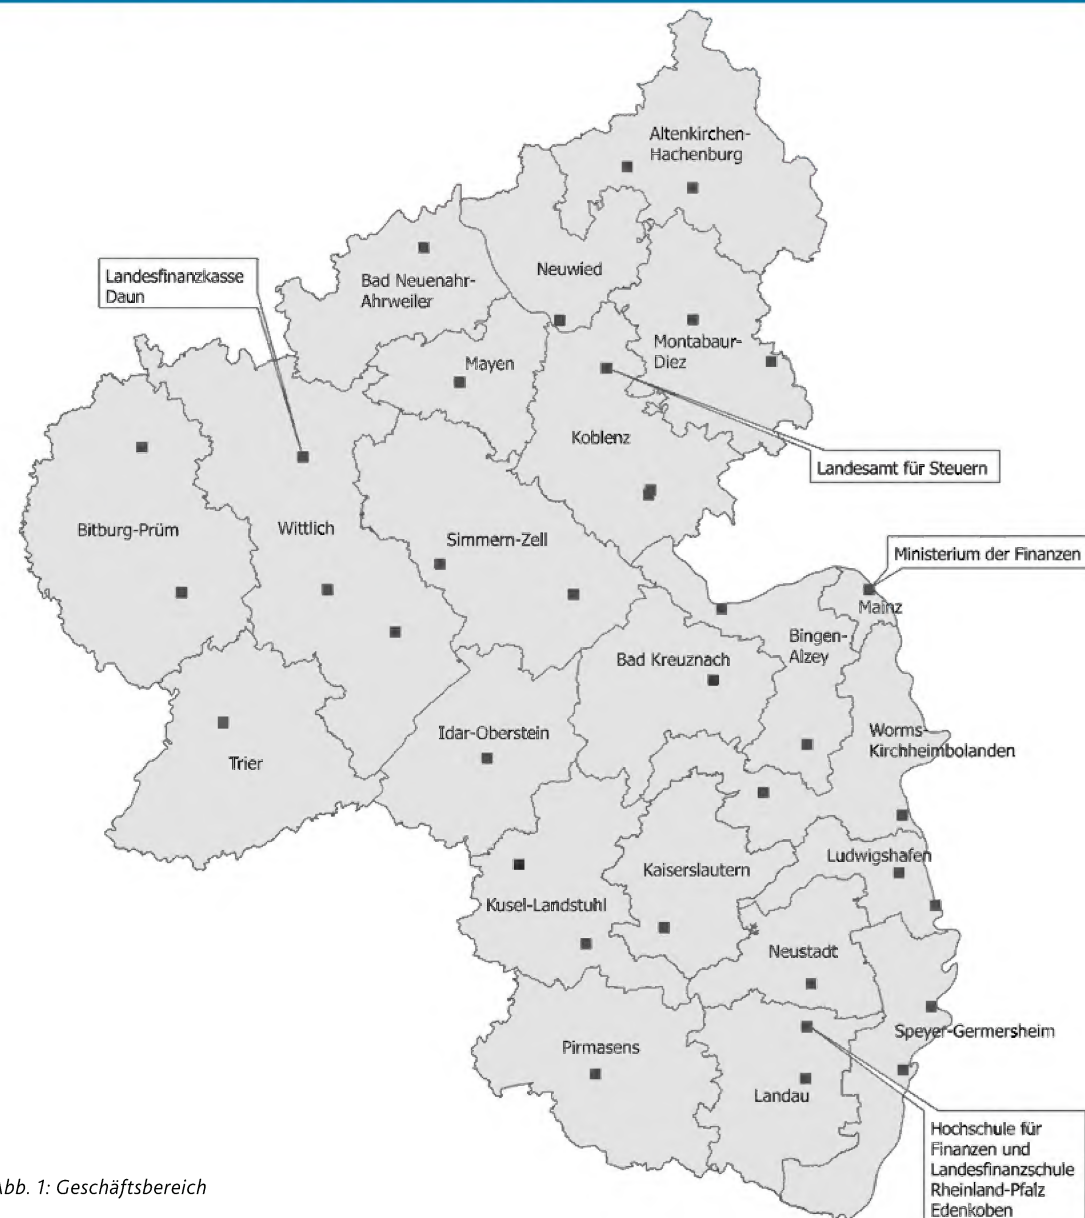 Altenkirchen-
Hachenburg
Neuwied
Bad Neuenahr-
Ahrweiler
Landesfinanzkasse
Daun
Montabaur-
Diez
Mayen
Koblenz
Landesamt für Steuern
Bitburg-Prüm
Wittlich
Simmern-Zell
Ministerium der Finanzen
Mainz
Bingen-
Alzey
Bad Kreuznach
Idar-Oberstein
Worms-
Kirchheimbolanden
Trier
Ludwigshafen
Kaiserslautern
Kusel-Landstuhl
Neustadt
Speyer-Germersheim
Pirmasens
Landau
Hochschule für
Finanzen und
Landesfinanzschule
Rheinland-Pfalz
Edenkoben
Abb. 1: Geschäftsbereich